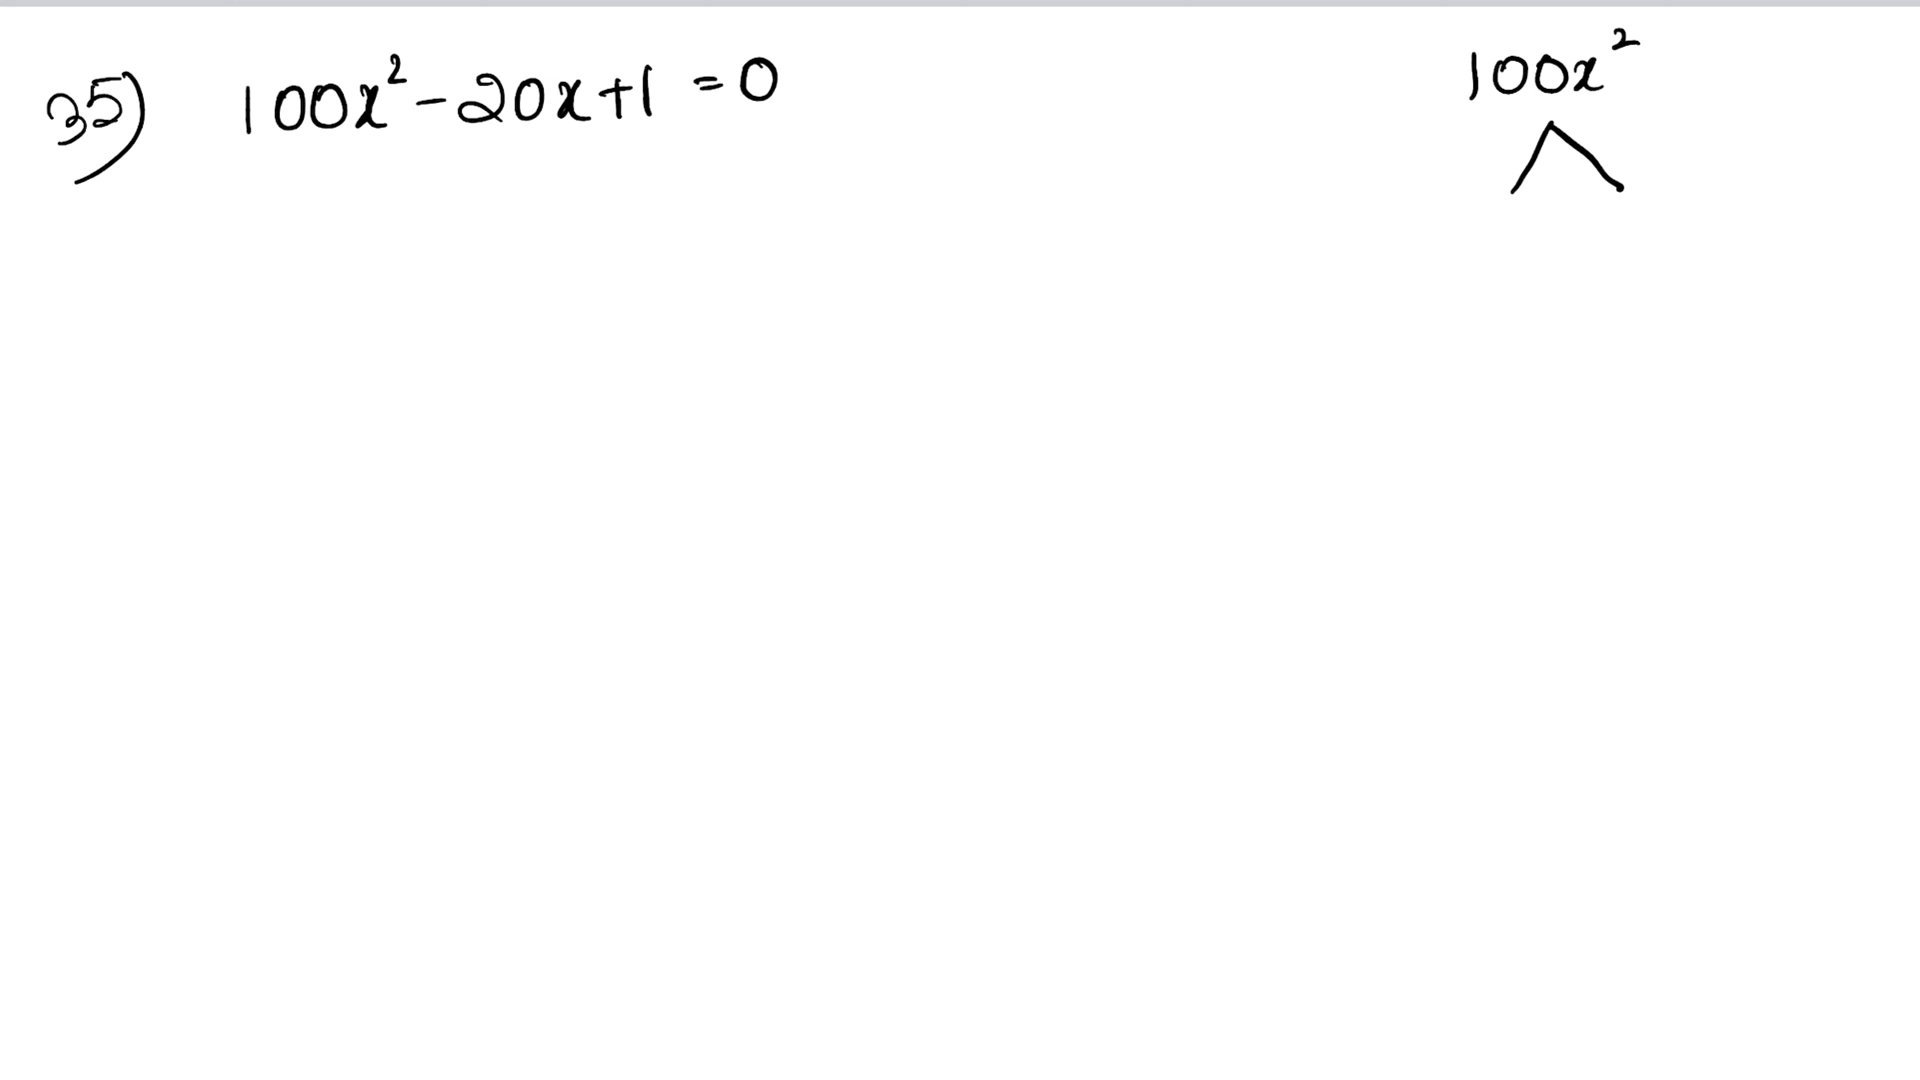 35) 100x² - 20x + 1 = 0
100x²